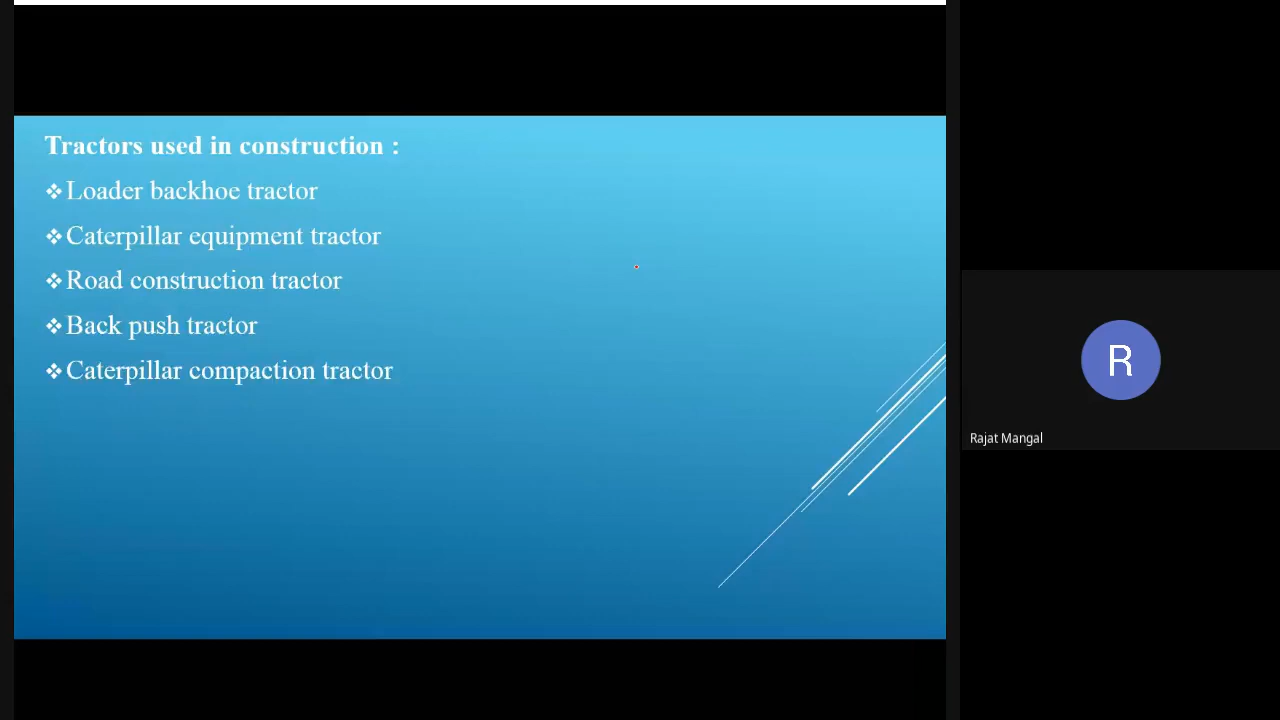 Tractors used in construction :
❖Loader backhoe tractor
❖Caterpillar equipment tractor
❖Road construction tractor
❖Back push tractor
❖Caterpillar compaction tractor
R
Rajat Mangal